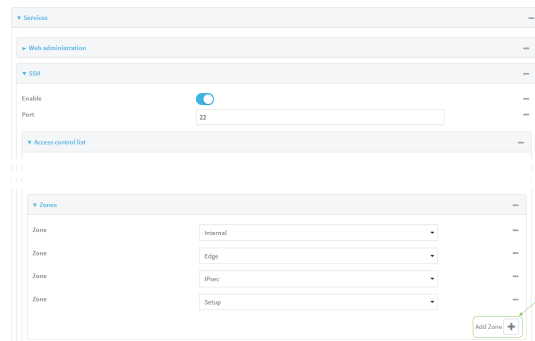 Services
Web administration
SSH
Enable
Port 22
Access control list
Zones
Zone Internal
Zone Edge
Zone IPsec
Zone Setup
Add Zone